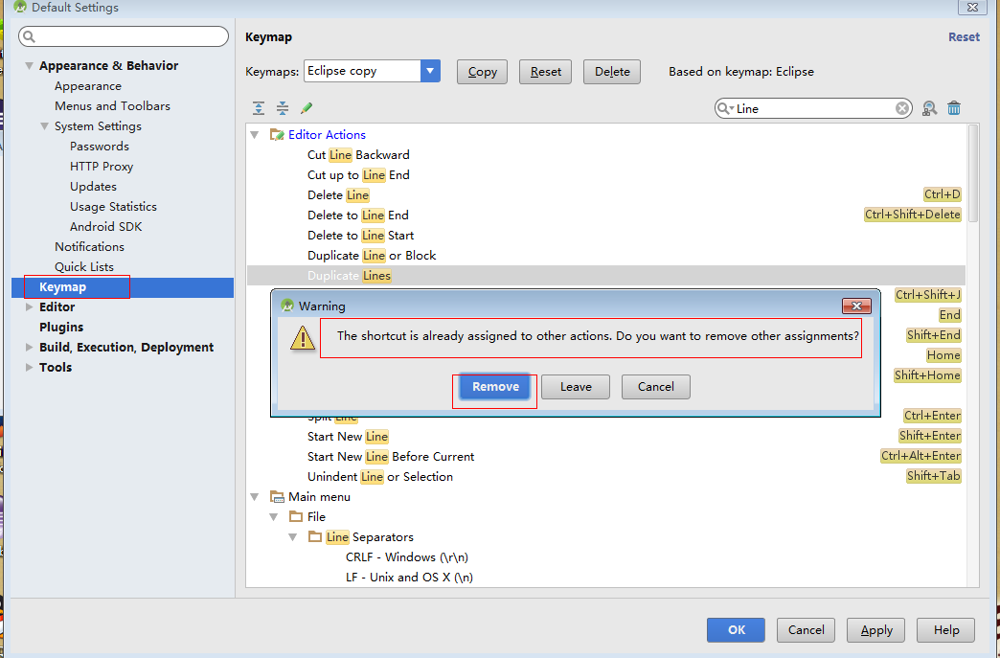 Default Settings
Keymap
Reset
Keymaps:
Eclipse copy
Copy
Reset
Delete
Based on keymap: Eclipse
Line
Appearance & Behavior
Appearance
Menus and Toolbars
System Settings
Passwords
HTTP Proxy
Updates
Usage Statistics
Android SDK
Notifications
Quick Lists
Keymap
Editor
Plugins
Build, Execution, Deployment
Tools
Editor Actions
Cut Line Backward
Cut up to Line End
Delete Line Ctrl+D
Delete to Line End Ctrl+Shift+Delete
Delete to Line Start
Duplicate Line or Block
Duplicate Lines
Ctrl+Shift+J
End
Shift+End
Home
Shift+Home
Warning
The shortcut is already assigned to other actions. Do you want to remove other assignments?
Remove
Leave
Cancel
Split Line Ctrl+Enter
Start New Line Shift+Enter
Start New Line Before Current Ctrl+Alt+Enter
Unindent Line or Selection Shift+Tab
Main menu
File
Line Separators
CRLF - Windows (\r\n)
LF - Unix and OS X (\n)
OK
Cancel
Apply
Help